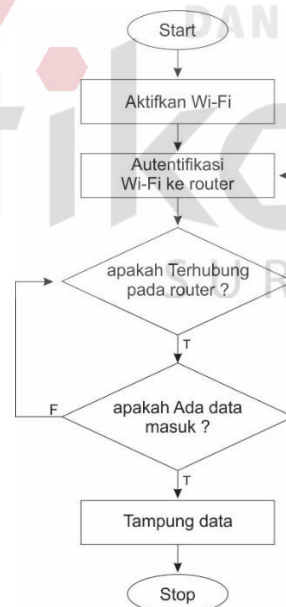 DAN
Start
Aktifkan Wi-Fi
Autentifikasi
Wi-Fi ke router
apakah Terhubung
pada router ?
S U R
T
apakah Ada data
masuk ?
F
T
Tampung data
Stop